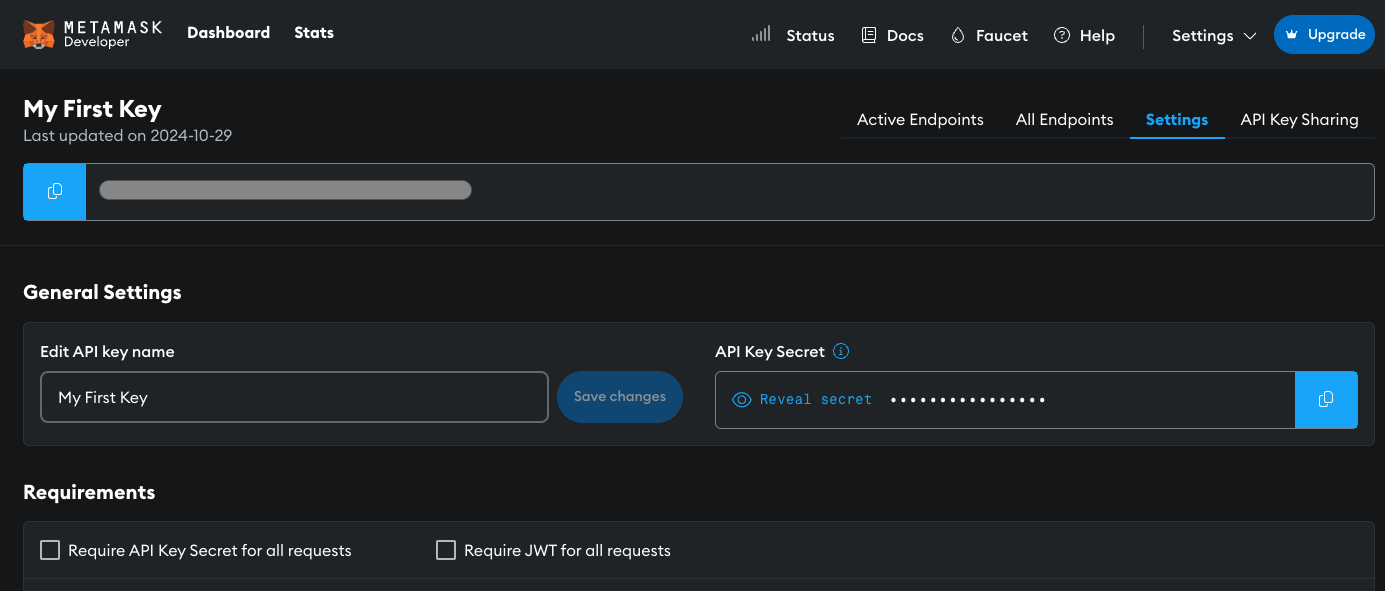 METAMASK
Developer
Dashboard
Stats
Status
Docs
Faucet
Help
Settings
Upgrade
My First Key
Last updated on 2024-10-29
Active Endpoints
All Endpoints
Settings
API Key Sharing
General Settings
Edit API key name
My First Key
Save changes
API Key Secret
Reveal secret ••••••••••••••••
Requirements
Require API Key Secret for all requests
Require JWT for all requests